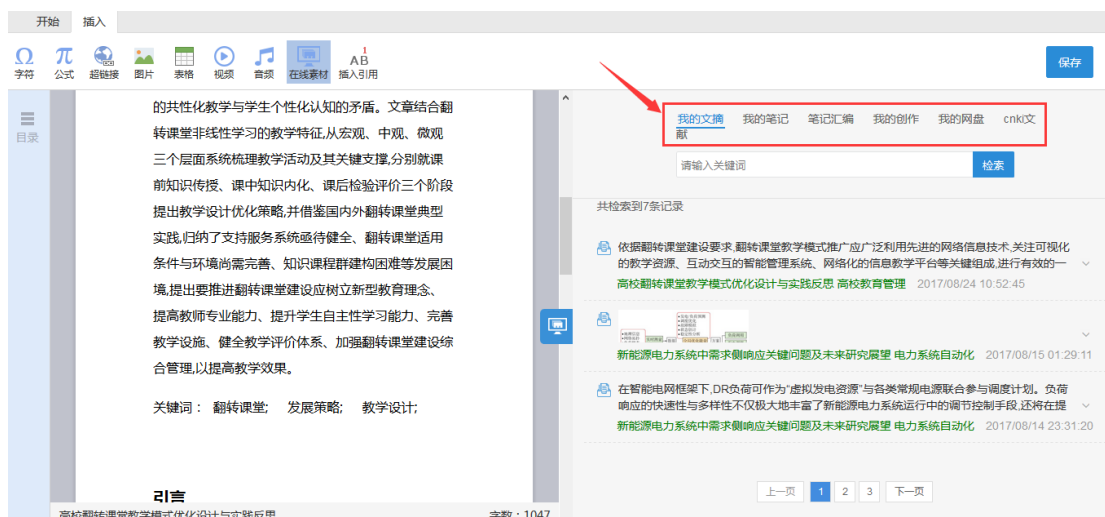 开始 插入
Ω π 1 AB
字符 公式 超链接 图片 表格 视频 音频 在线素材 插入引用
保存
目录
的共性化教学与学生个性化认知的矛盾。文章结合翻
转课堂非线性学习的教学特征,从宏观、中观、微观
三个层面系统梳理教学活动及其关键支撑,分别就课
前知识传授、课中知识内化、课后检验评价三个阶段
提出教学设计优化策略,并借鉴国内外翻转课堂典型
实践,归纳了支持服务系统亟待健全、翻转课堂适用
条件与环境尚需完善、知识课程群建构困难等发展困
境,提出要推进翻转课堂建设应树立新型教育理念、
提高教师专业能力、提升学生自主性学习能力、完善
教学设施、健全教学评价体系、加强翻转课堂建设综
合管理,以提高教学效果。
关键词： 翻转课堂; 发展策略; 教学设计;
引言
高校翻转课堂教学模式优化设计与实践反思 字数：1047
我的文摘 我的笔记 笔记汇编 我的创作 我的网盘 cnki文
献
请输入关键词 检索
共检索到7条记录
依据翻转课堂建设要求,翻转课堂教学模式推广应广泛利用先进的网络信息技术,关注可视化
的教学资源、互动交互的智能管理系统、网络化的信息教学平台等关键组成,进行有效的一
高校翻转课堂教学模式优化设计与实践反思 高校教育管理 2017/08/24 10:52:45
新能源电力系统中需求侧响应关键问题及未来研究展望 电力系统自动化 2017/08/15 01:29:11
在智能电网框架下,DR负荷可作为“虚拟发电资源”与各类常规电源联合参与调度计划。负荷
响应的快速性与多样性不仅极大地丰富了新能源电力系统运行中的调节控制手段,还将在提
新能源电力系统中需求侧响应关键问题及未来研究展望 电力系统自动化 2017/08/14 23:31:20
上一页 1 2 3 下一页